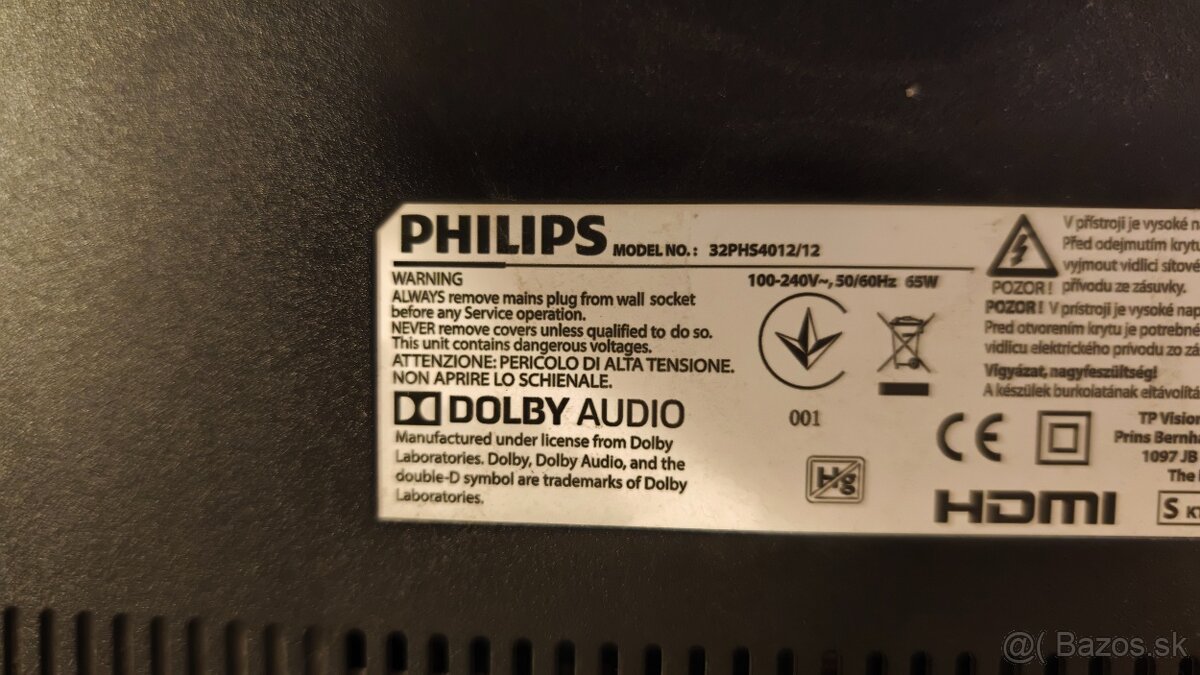 PHILIPS MODEL NO.: 32PHS4012/12
WARNING
ALWAYS remove mains plug from wall socket
before any Service operation.
NEVER remove covers unless qualified to do so.
This unit contains dangerous voltages.
ATTENZIONE: PERICOLO DI ALTA TENSIONE.
NON APRIRE LO SCHIENALE.
DOLBY AUDIO
Manufactured under license from Dolby
Laboratories. Dolby, Dolby Audio, and the
double-D symbol are trademarks of Dolby
Laboratories.
100-240V~, 50/60Hz 65W
001
Hg
CE
HDMI
POZOR!
V přístroji je vysoké
Před odejmutím krytu
vyjmout vidlici síťové
přívodu ze zásuvky.
POZOR! V prístroji je vysoké
Pred otvorením krytu je potrebné
vidlicu elektrického prívodu zo
Vigyázat, nagyfeszültség!
A készülek burkolatának
TP Vision
Prins
1097 JB
The
S
@( Bazos.sk